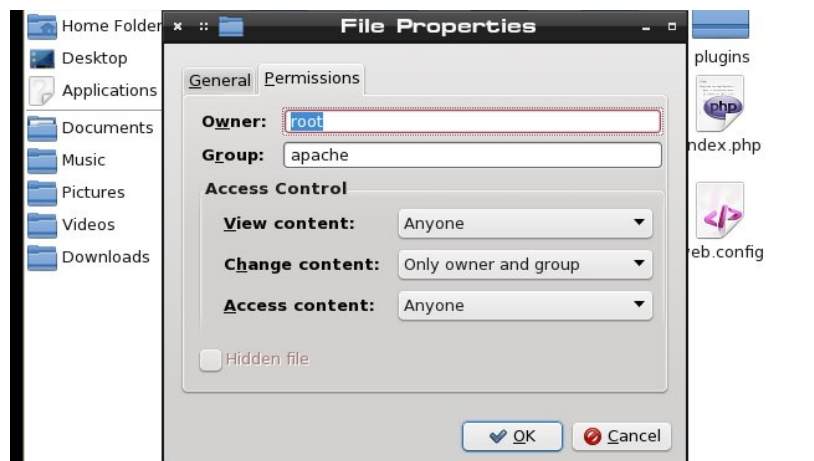 Home Folder
Desktop
Applications
Documents
Music
Pictures
Videos
Downloads
File Properties
General
Permissions
Owner:
root
Group:
apache
Access Control
View content:
Anyone
Change content:
Only owner and group
Access content:
Anyone
Hidden file
OK
Cancel
plugins
php
ndex.php
eb.config